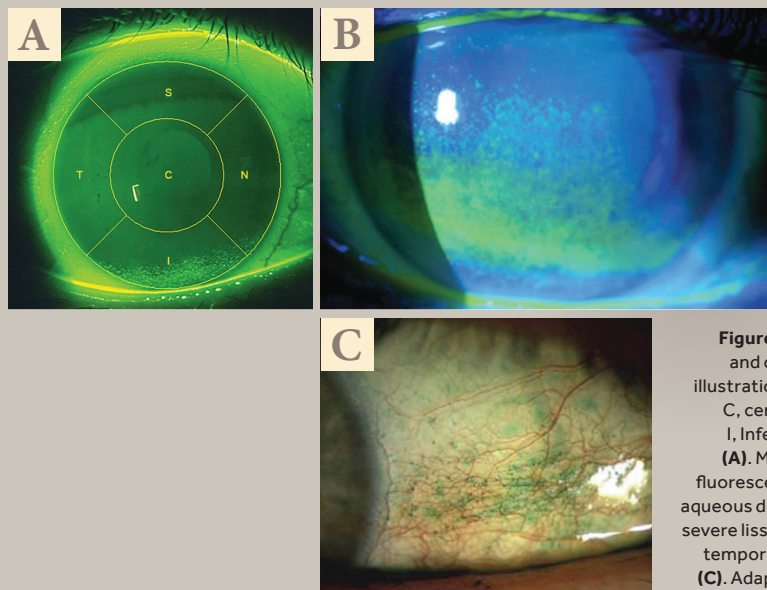 A
S
T
C
N
I
B
C
Figure
and
illustratio
C, cer
I, Infe
(A). M
fluoresce
aqueous d
severe liss
tempor
(C). Adap